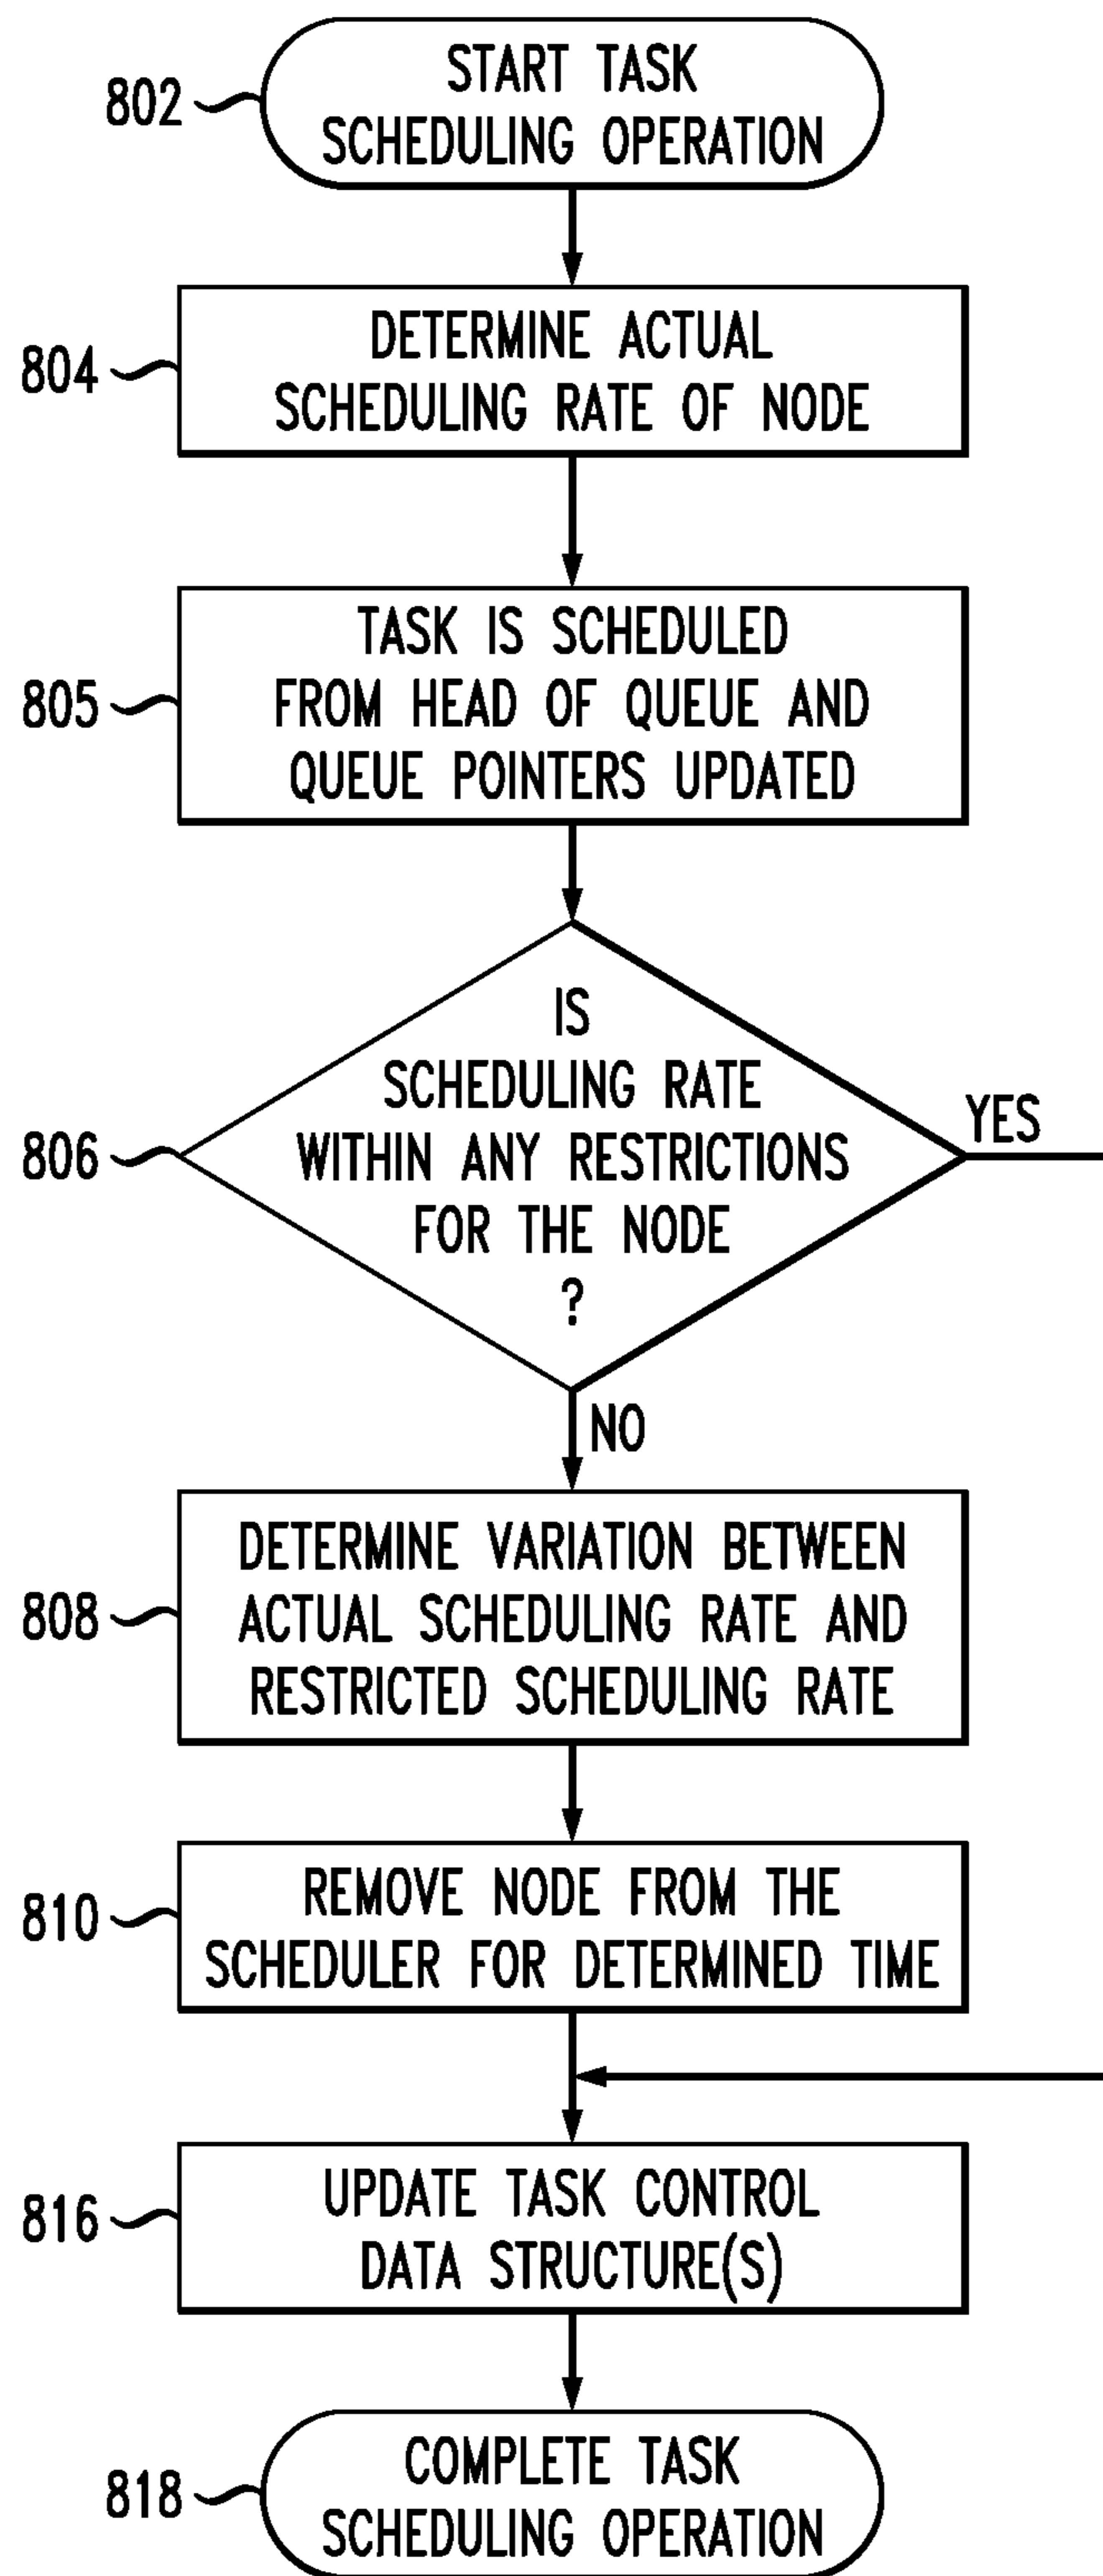 802
START TASK
SCHEDULING OPERATION
804
DETERMINE ACTUAL
SCHEDULING RATE OF NODE
805
TASK IS SCHEDULED
FROM HEAD OF QUEUE AND
QUEUE POINTERS UPDATED
806
IS
SCHEDULING RATE
WITHIN ANY RESTRICTIONS
FOR THE NODE
?
YES
NO
808
DETERMINE VARIATION BETWEEN
ACTUAL SCHEDULING RATE AND
RESTRICTED SCHEDULING RATE
810
REMOVE NODE FROM THE
SCHEDULER FOR DETERMINED TIME
816
UPDATE TASK CONTROL
DATA STRUCTURE(S)
818
COMPLETE TASK
SCHEDULING OPERATION